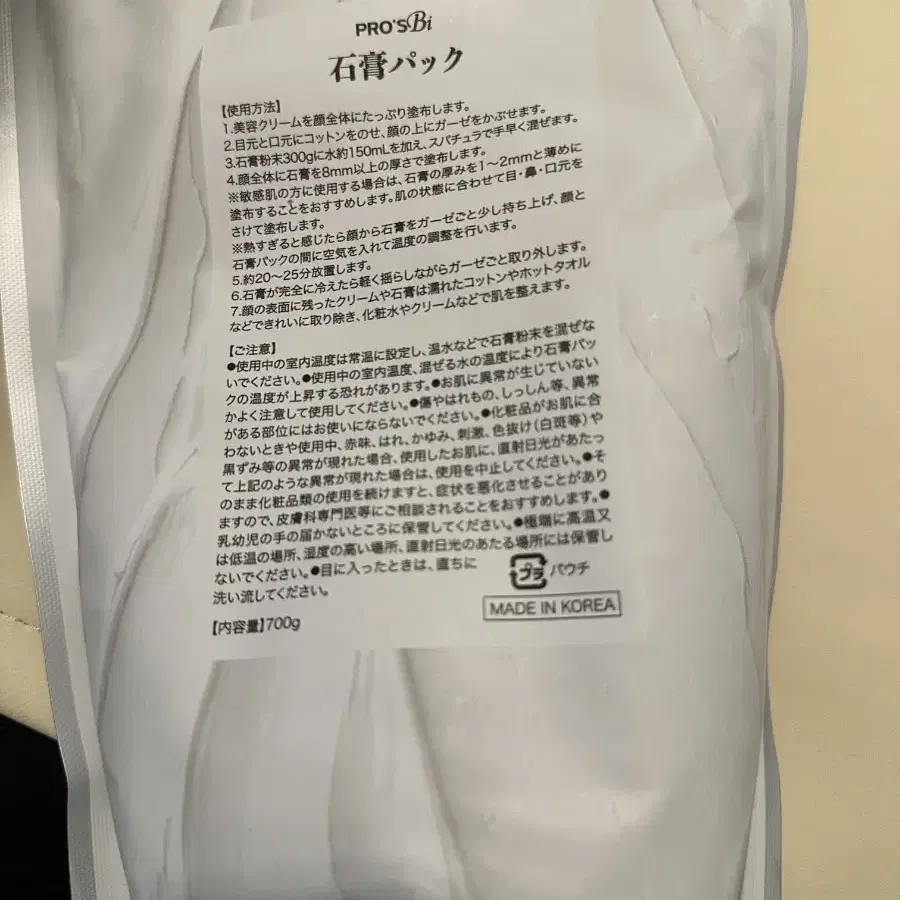 PRO'S Bi
石膏パック
【使用方法】
1.美容クリームを顔全体にたっぷり塗布します。
2.目元と口元にコットンをのせ、顔の上にガーゼをかぶせます。
3.石膏粉末300gに水約150mLを加え、スパチュラで手早く混ぜます。
4.顔全体に石膏を8mm以上の厚さで塗布します。
※敏感肌の方に使用する場合は、石膏の厚みを1～2mmと薄めに
塗布することをおすすめします。肌の状態に合わせて目・鼻・口元を
さけて塗布します。
※熱すぎると感じたら顔から石膏をガーゼごと少し持ち上げ、顔と
石膏パックの間に空気を入れて温度の調整を行います。
5.約20～25分放置します。
6.石膏が完全に冷えたら軽く揺らしながらガーゼごと取り外します。
7.顔の表面に残ったクリームや石膏は濡れたコットンやホットタオル
などできれいに取り除き、化粧水やクリームなどで肌を整えます。
【ご注意】
●使用中の室内温度は常温に設定し、温水などで石膏粉末を混ぜな
いでください。●使用中の室内温度、混ぜる水の温度により石膏パッ
クの温度が上昇する恐れがあります。●お肌に異常が生じていない
かよく注意して使用してください。●傷やはれもの、しっしん等、異常
がある部位にはお使いにならないでください。●化粧品がお肌に合
わないときや使用中、赤味、はれ、かゆみ、刺激、色抜け(白斑等)や
黒ずみ等の異常が現れた場合、使用したお肌に、直射日光があたっ
て上記のような異常が現れた場合は、使用を中止してください。●そ
のまま化粧品類の使用を続けますと、症状を悪化させることがあり
ますので、皮膚科専門医等にご相談されることをおすすめします。●
乳幼児の手の届かないところに保管してください。●極端に高温又
は低温の場所、湿度の高い場所、直射日光のあたる場所には保管し
ないでください。●目に入ったときは、直ちに
洗い流してください。
プラ パウチ
MADE IN KOREA
【内容量】700g